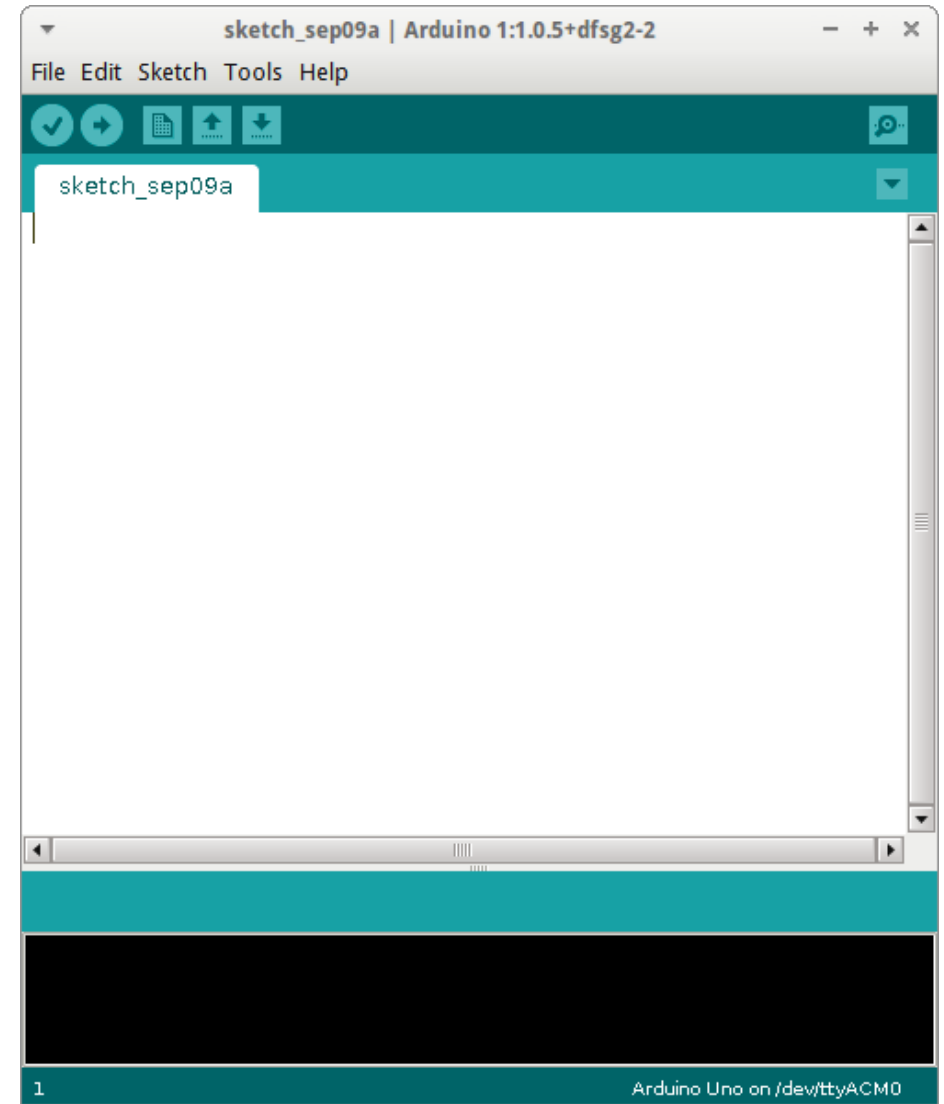 sketch_sep09a | Arduino 1:1.0.5+dfsg2-2
File Edit Sketch Tools Help
sketch_sep09a
1 Arduino Uno on /dev/ttyACM0